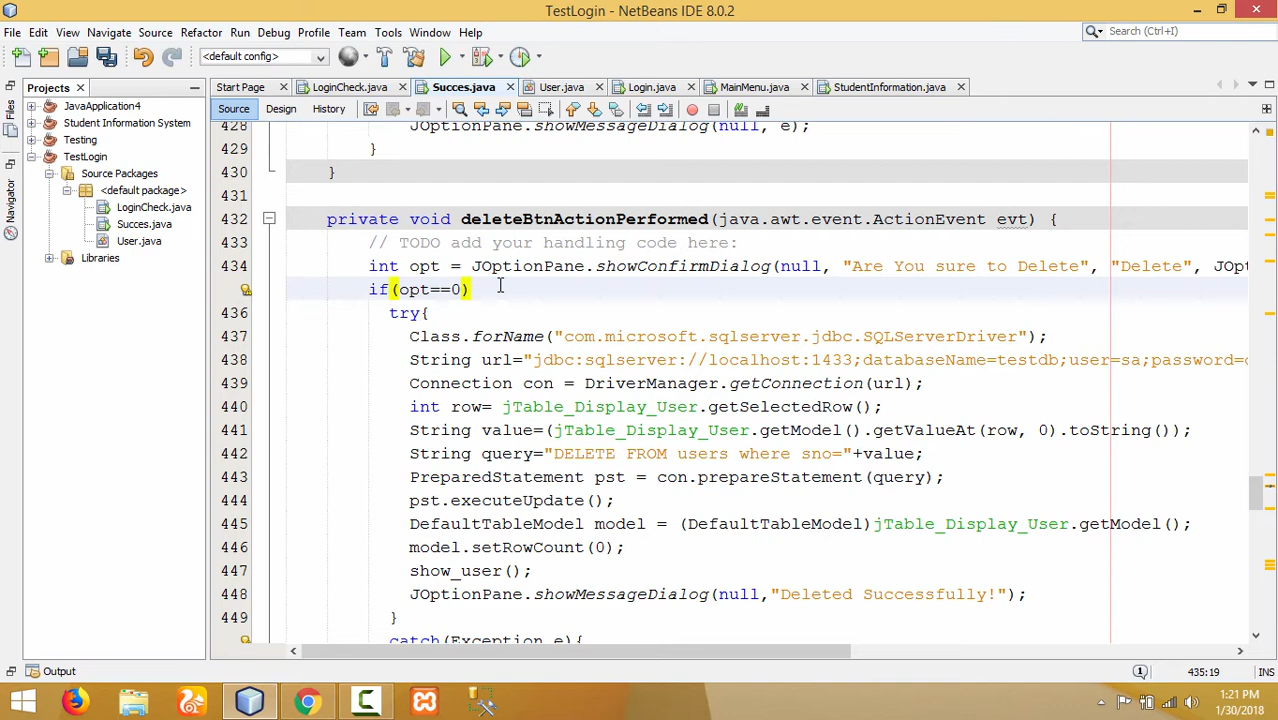 TestLogin - NetBeans IDE 8.0.2
File Edit View Navigate Source Refactor Run Debug Profile Team Tools Window Help
Search (Ctrl+I)
<default config>
Projects
Start Page LoginCheck.java Succes.java User.java Login.java MainMenu.java StudentInformation.java
Source Design History
Files
Navigator
JavaApplication4
Student Information System
Testing
TestLogin
Source Packages
<default package>
LoginCheck.java
Succes.java
User.java
Libraries
428 JOptionPane.showMessageDialog(null, e);
429 }
430 }
431
432 private void deleteBtnActionPerformed(java.awt.event.ActionEvent evt) {
433 // TODO add your handling code here:
434 int opt = JOptionPane.showConfirmDialog(null, "Are You sure to Delete", "Delete", JOpt
if(opt==0)
436 try{
437 Class.forName("com.microsoft.sqlserver.jdbc.SQLServerDriver");
438 String url="jdbc:sqlserver://localhost:1433;databaseName=testdb;user=sa;password=
439 Connection con = DriverManager.getConnection(url);
440 int row= jTable_Display_User.getSelectedRow();
441 String value=(jTable_Display_User.getModel().getValueAt(row, 0).toString());
442 String query="DELETE FROM users where sno="+value;
443 PreparedStatement pst = con.prepareStatement(query);
444 pst.executeUpdate();
445 DefaultTableModel model = (DefaultTableModel)jTable_Display_User.getModel();
446 model.setRowCount(0);
447 show_user();
448 JOptionPane.showMessageDialog(null,"Deleted Successfully!");
449 }
catch(Exception e){
Output
435:19 INS
1:21 PM
1/30/2018